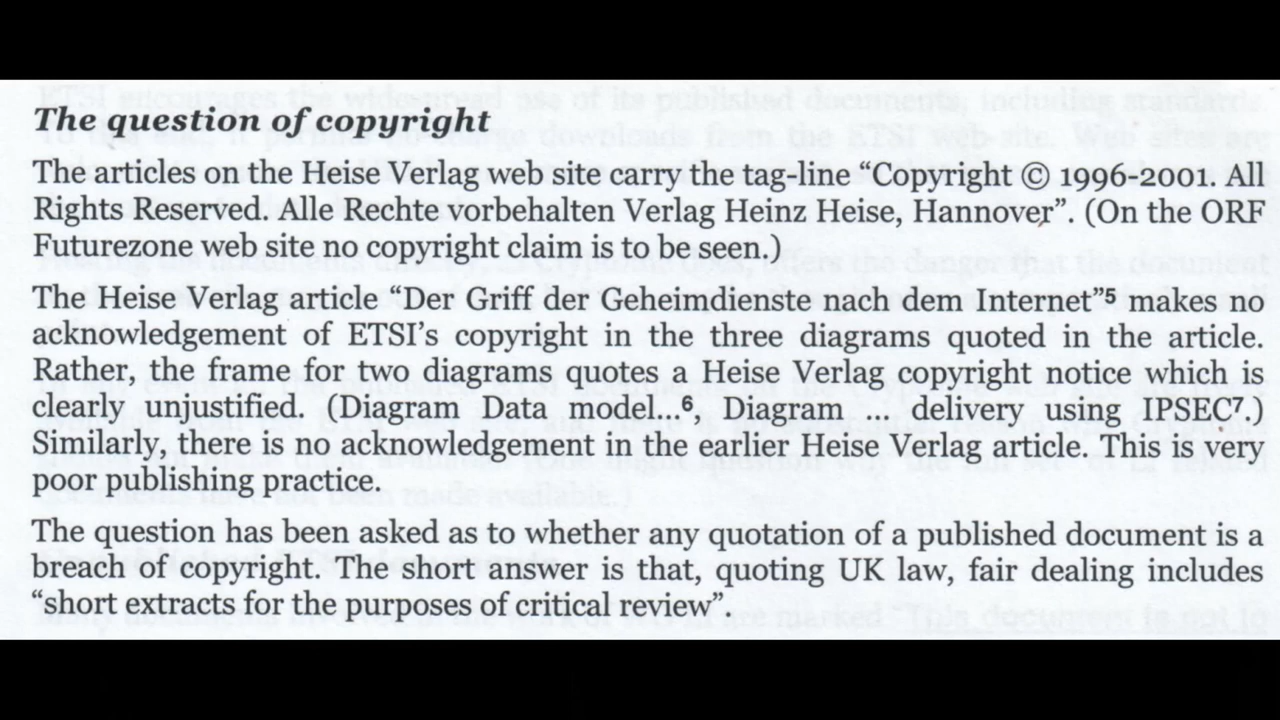 The question of copyright
The articles on the Heise Verlag web site carry the tag-line “Copyright © 1996-2001. All
Rights Reserved. Alle Rechte vorbehalten Verlag Heinz Heise, Hannover”. (On the ORF
Futurezone web site no copyright claim is to be seen.)
The Heise Verlag article “Der Griff der Geheimdienste nach dem Internet”⁵ makes no
acknowledgement of ETSI’s copyright in the three diagrams quoted in the article.
Rather, the frame for two diagrams quotes a Heise Verlag copyright notice which is
clearly unjustified. (Diagram Data model...⁶, Diagram ... delivery using IPSEC⁷.)
Similarly, there is no acknowledgement in the earlier Heise Verlag article. This is very
poor publishing practice.
The question has been asked as to whether any quotation of a published document is a
breach of copyright. The short answer is that, quoting UK law, fair dealing includes
“short extracts for the purposes of critical review”